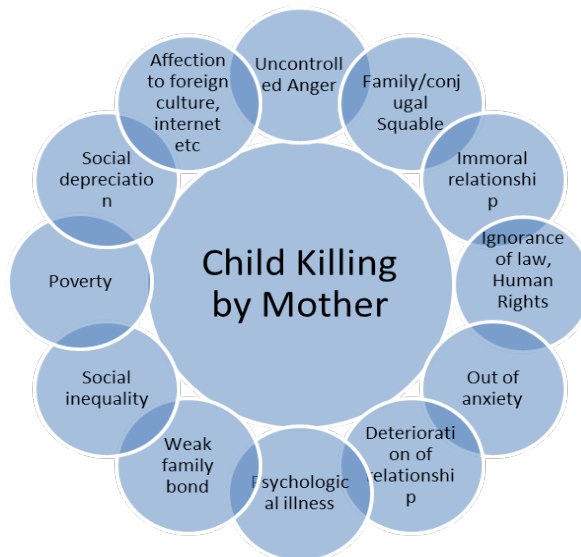 Child Killing
by Mother
Uncontroll
ed Anger
Family/conj
ugal
Squable
Immoral
relationshi
p
Ignorance
of law,
Human
Rights
Out of
anxiety
Deteriorati
on of
relationshi
p
Psychologic
al illness
Weak
family
bond
Social
inequality
Poverty
Social
depreciatio
n
Affection
to foreign
culture,
internet
etc